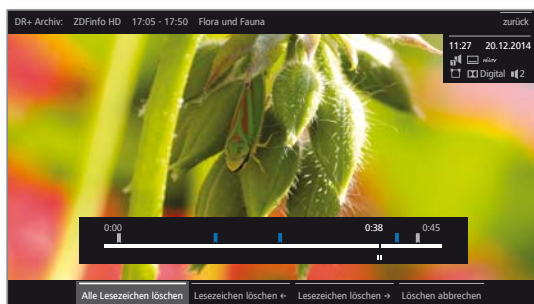 DR+ Archiv: ZDFinfo HD 17:05 - 17:50 Flora und Fauna zurück
11:27 20.12.2014
Digital 2
0:00 0:38 0:45
Alle Lesezeichen löschen Lesezeichen löschen ← Lesezeichen löschen → Löschen abbrechen